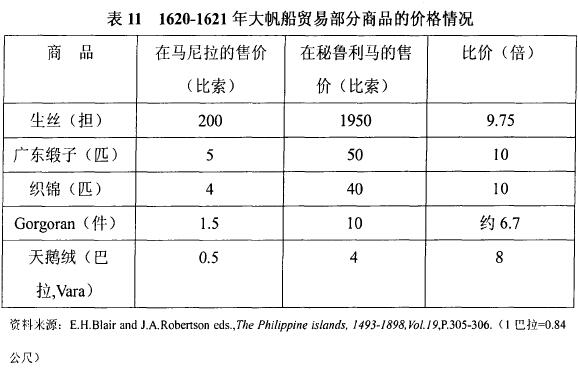 表 11 1620-1621 年大帆船贸易部分商品的价格情况
商 品 在马尼拉的售价 在秘鲁利马的售 比价（倍）
（比索） 价（比索）
生丝（担） 200 1950 9.75
广东缎子（匹） 5 50 10
织锦（匹） 4 40 10
Gorgoran（件） 1.5 10 约 6.7
天鹅绒（巴 0.5 4 8
拉,Vara）
资料来源：E.H.Blair and J.A.Robertson eds.,The Philippine islands, 1493-1898,Vol.19,P.305-306.（1 巴拉=0.84
公尺）